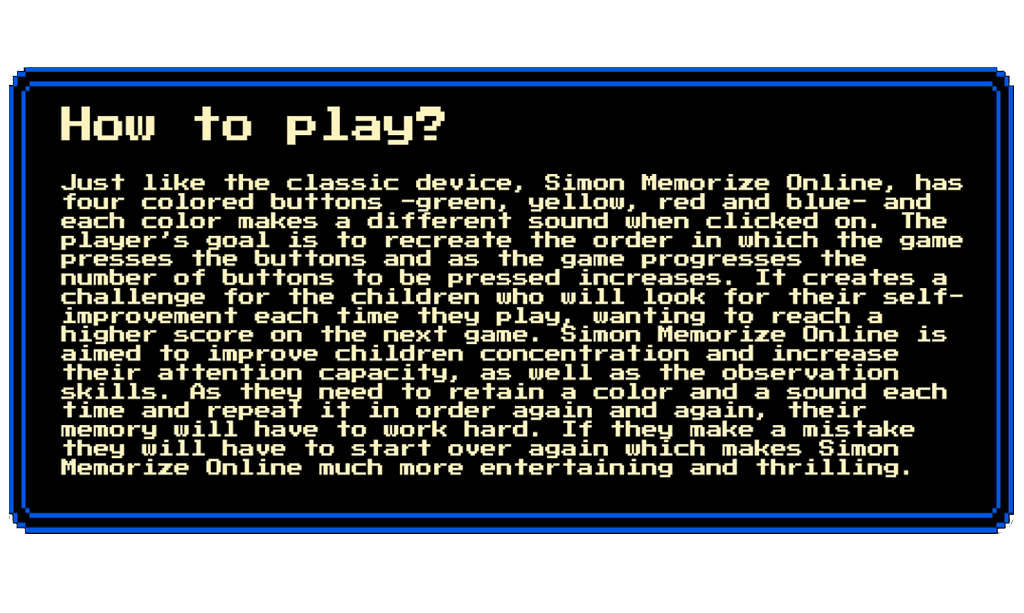 How to play?
Just like the classic device, Simon Memorize Online, has
four colored buttons -green, yellow, red and blue- and
each color makes a different sound when clicked on. The
player's goal is to recreate the order in which the game
presses the buttons and as the game progresses the
number of buttons to be pressed increases. It creates a
challenge for the children who will look for their self-
improvement each time they play, wanting to reach a
higher score on the next game. Simon Memorize Online is
aimed to improve children concentration and increase
their attention capacity, as well as the observation
skills. As they need to retain a color and a sound each
time and repeat it in order again and again, their
memory will have to work hard. If they make a mistake
they will have to start over again which makes Simon
Memorize Online much more entertaining and thrilling.